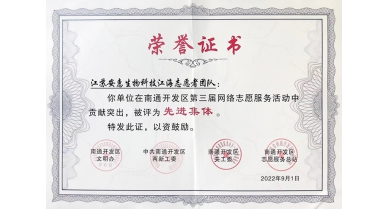 荣誉证书
江苏安惠生物科技江海志愿者团队：
你单位在南通开发区第三届网络志愿服务活动中
贡献突出，被评为先进集体。
特发此证，以资鼓励。
南通开发区
文明办
中共南通开发区
两新工委
南通开发区
美工委
南通开发区
志愿服务总站
2022年9月1日